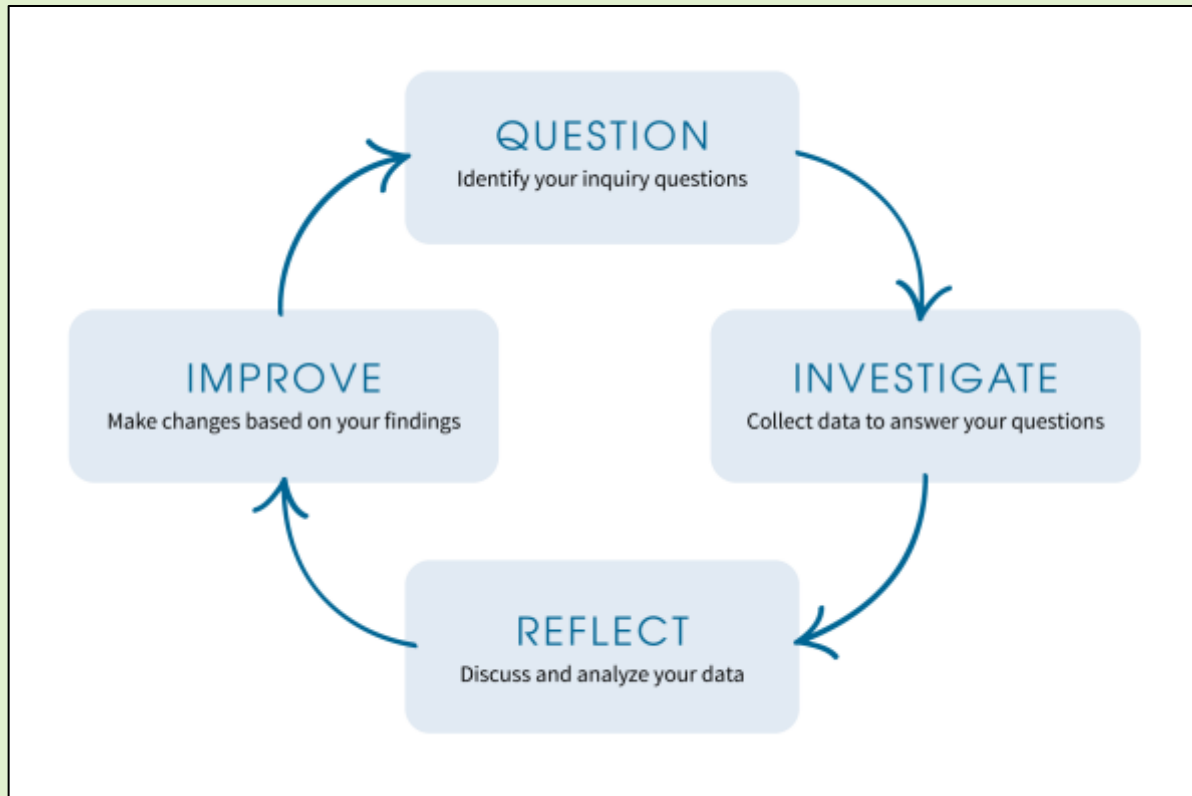 QUESTION
Identify your inquiry questions
INVESTIGATE
Collect data to answer your questions
REFLECT
Discuss and analyze your data
IMPROVE
Make changes based on your findings